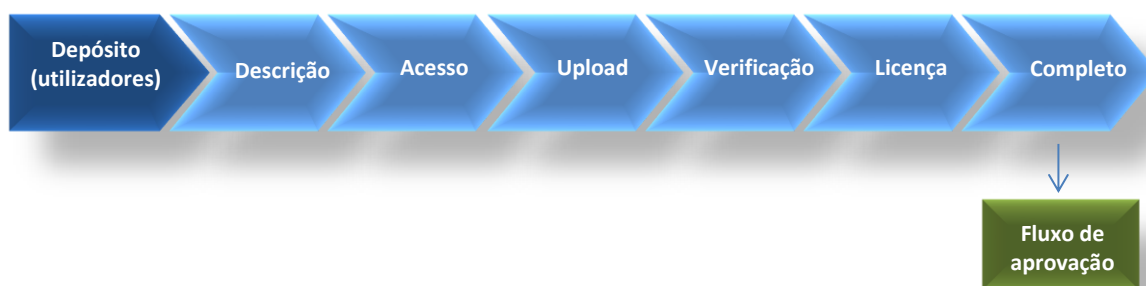 Depósito
(utilizadores)
Descrição
Acesso
Upload
Verificação
Licença
Completo
Fluxo de
aprovação